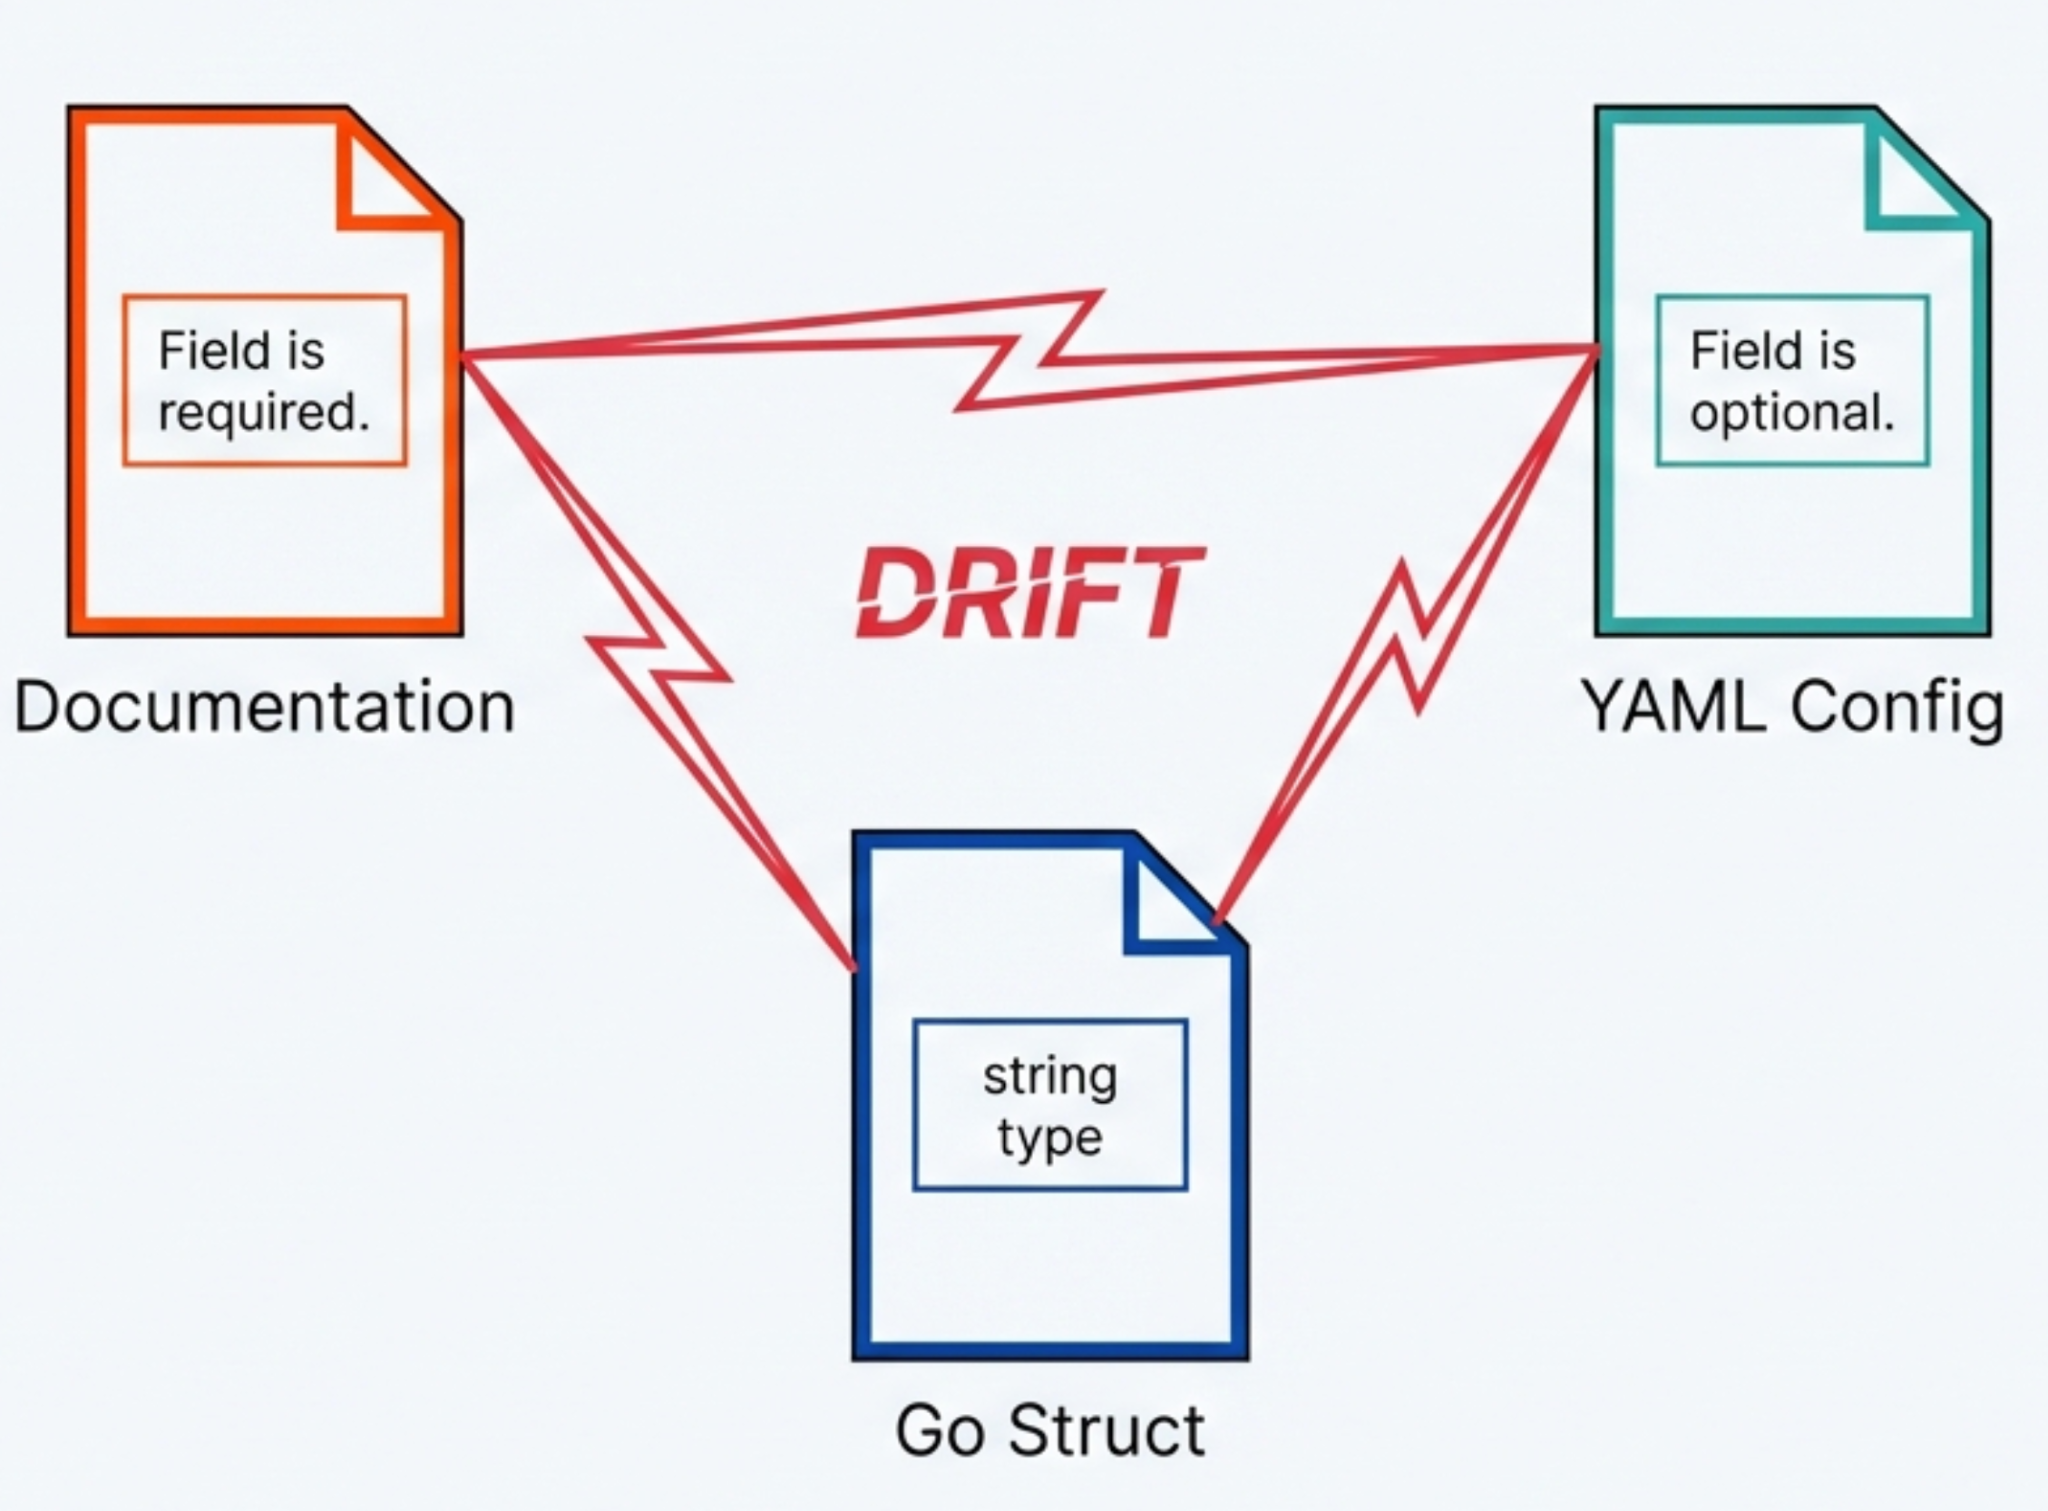 Field is
required.
Documentation
Field is
optional.
YAML Config
DRIFT
string
type
Go Struct